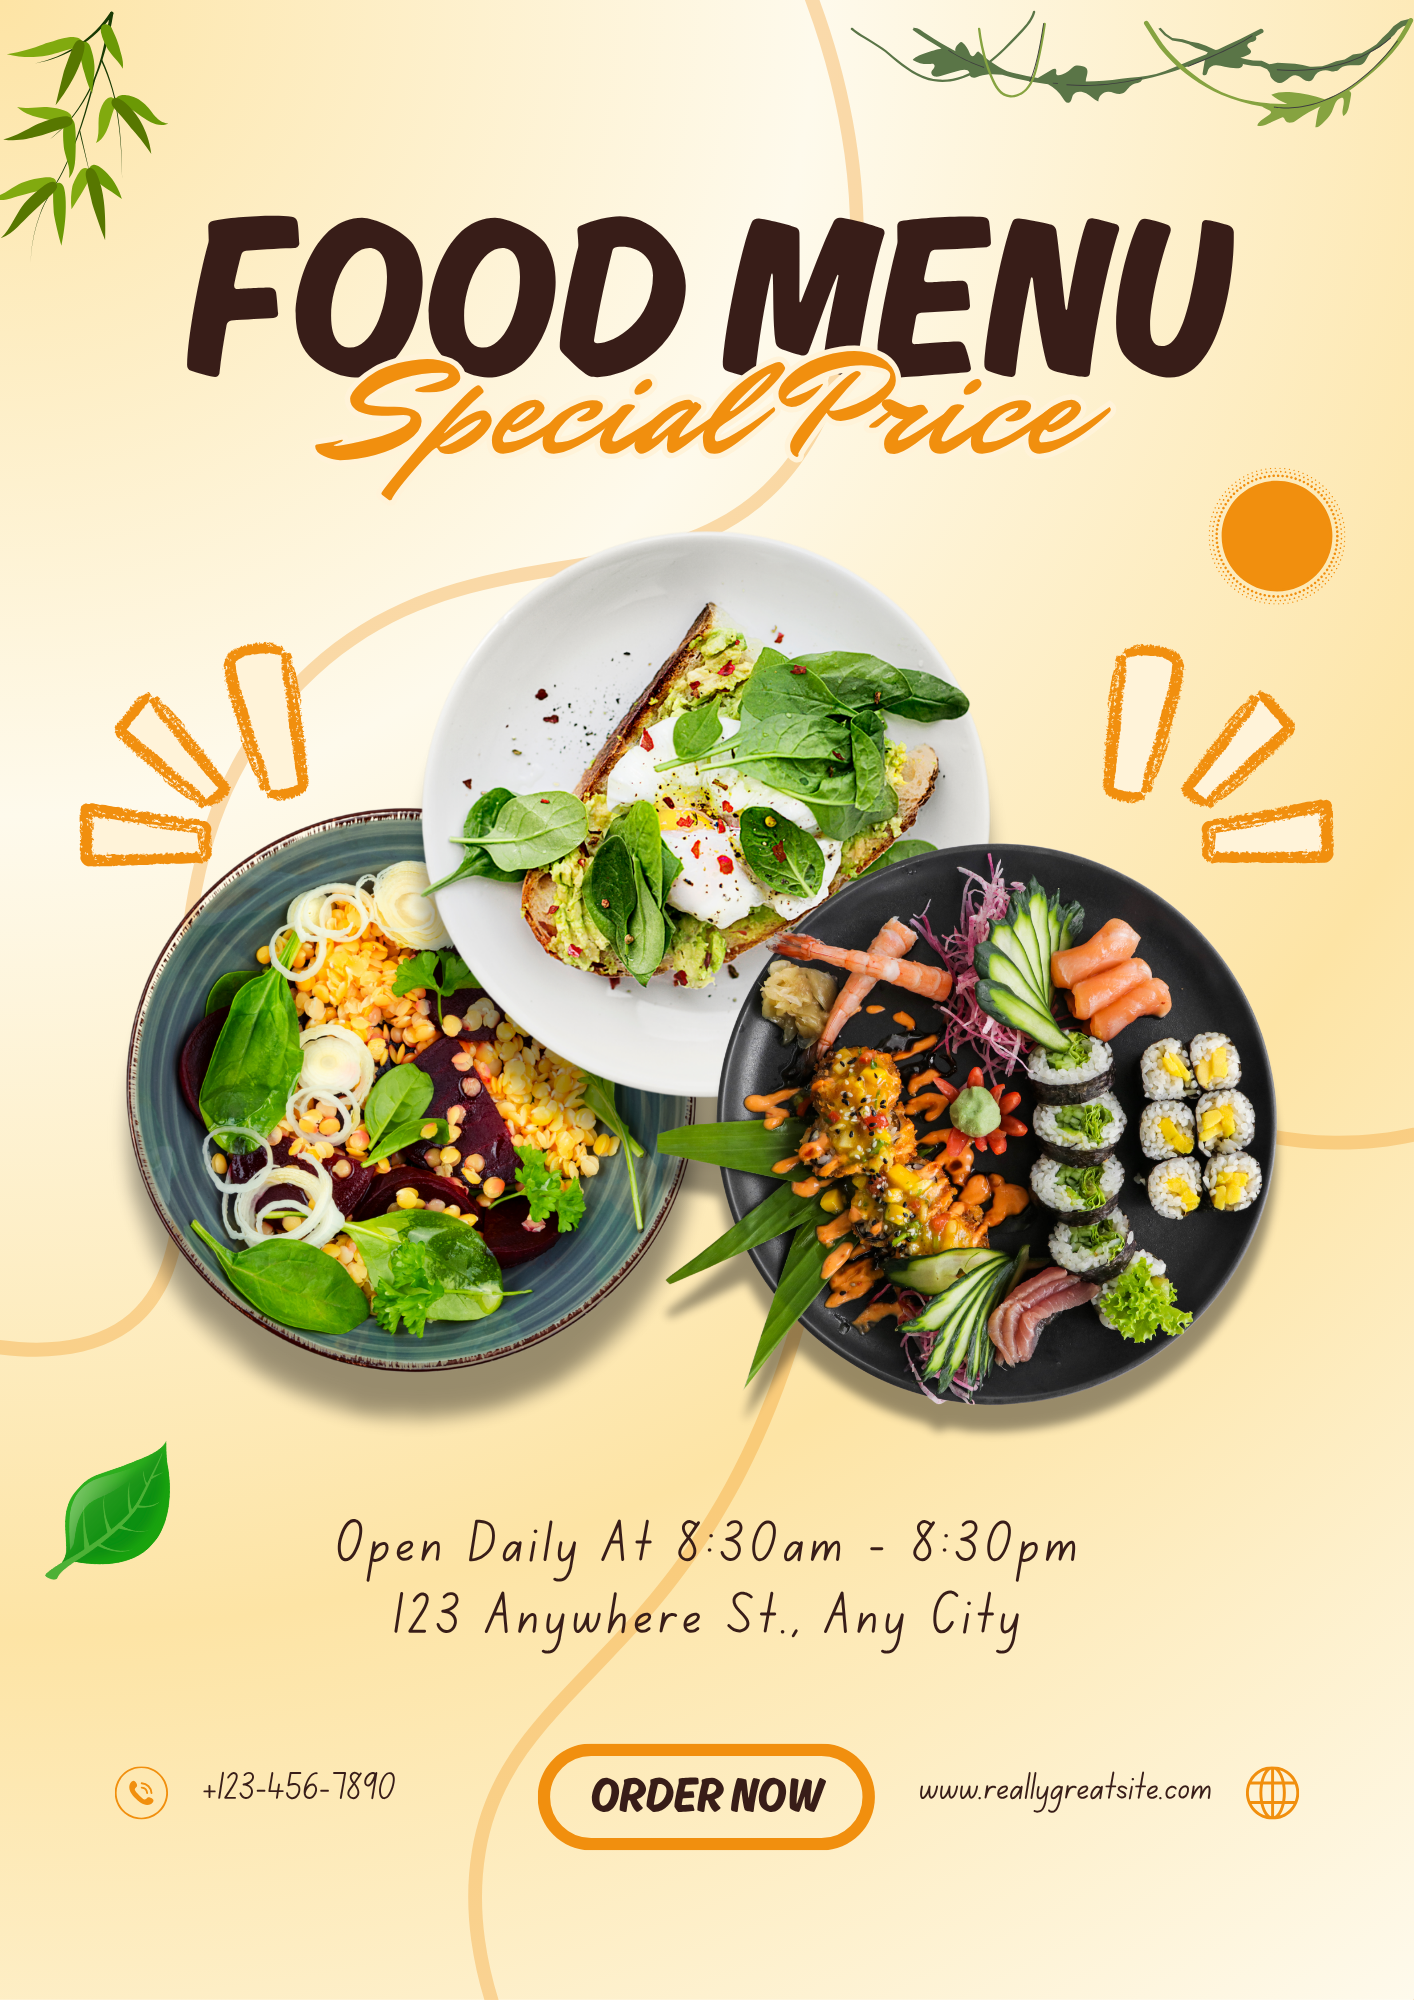 FOOD MENU
Special Price
Open Daily At 8:30am - 8:30pm
123 Anywhere St., Any City
+123-456-7890
ORDER NOW
www.reallygreatsite.com